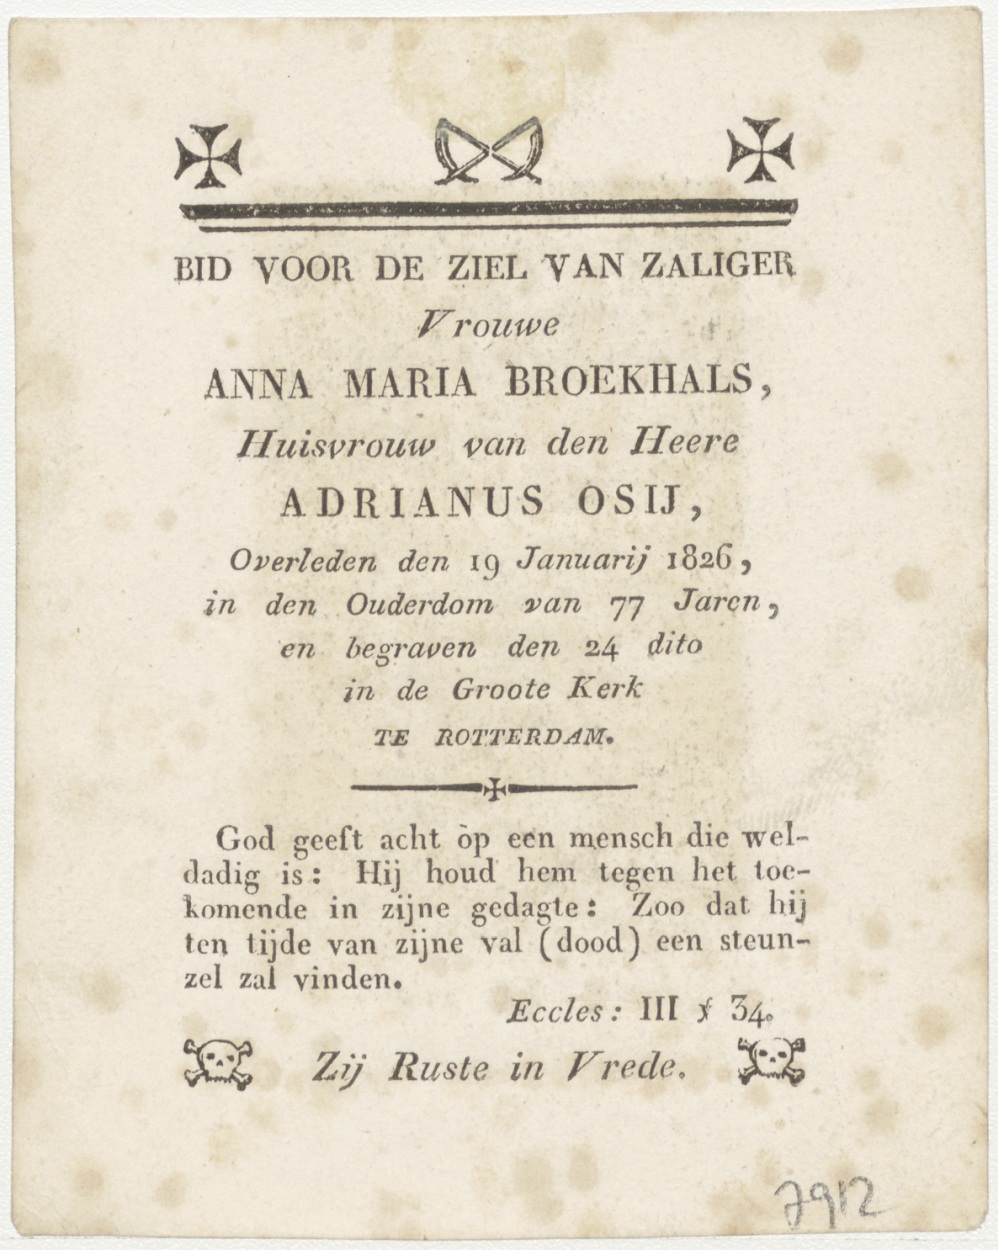 BID VOOR DE ZIEL VAN ZALIGER
Vrouwe
ANNA MARIA BROEKHALS,
Huisvrouw van den Heere
ADRIANUS OSIJ,
Overleden den 19 Januarij 1826,
in den Ouderdom van 77 Jaren,
en begraven den 24 dito
in de Groote Kerk
TE ROTTERDAM.
God geeft acht op een mensch die wel-
dadig is: Hij houd hem tegen het toe-
komende in zijne gedagte: Zoo dat hij
ten tijde van zijne val (dood) een steun-
zel zal vinden.
Eccles: III ℣ 34.
Zij Ruste in Vrede.
7912